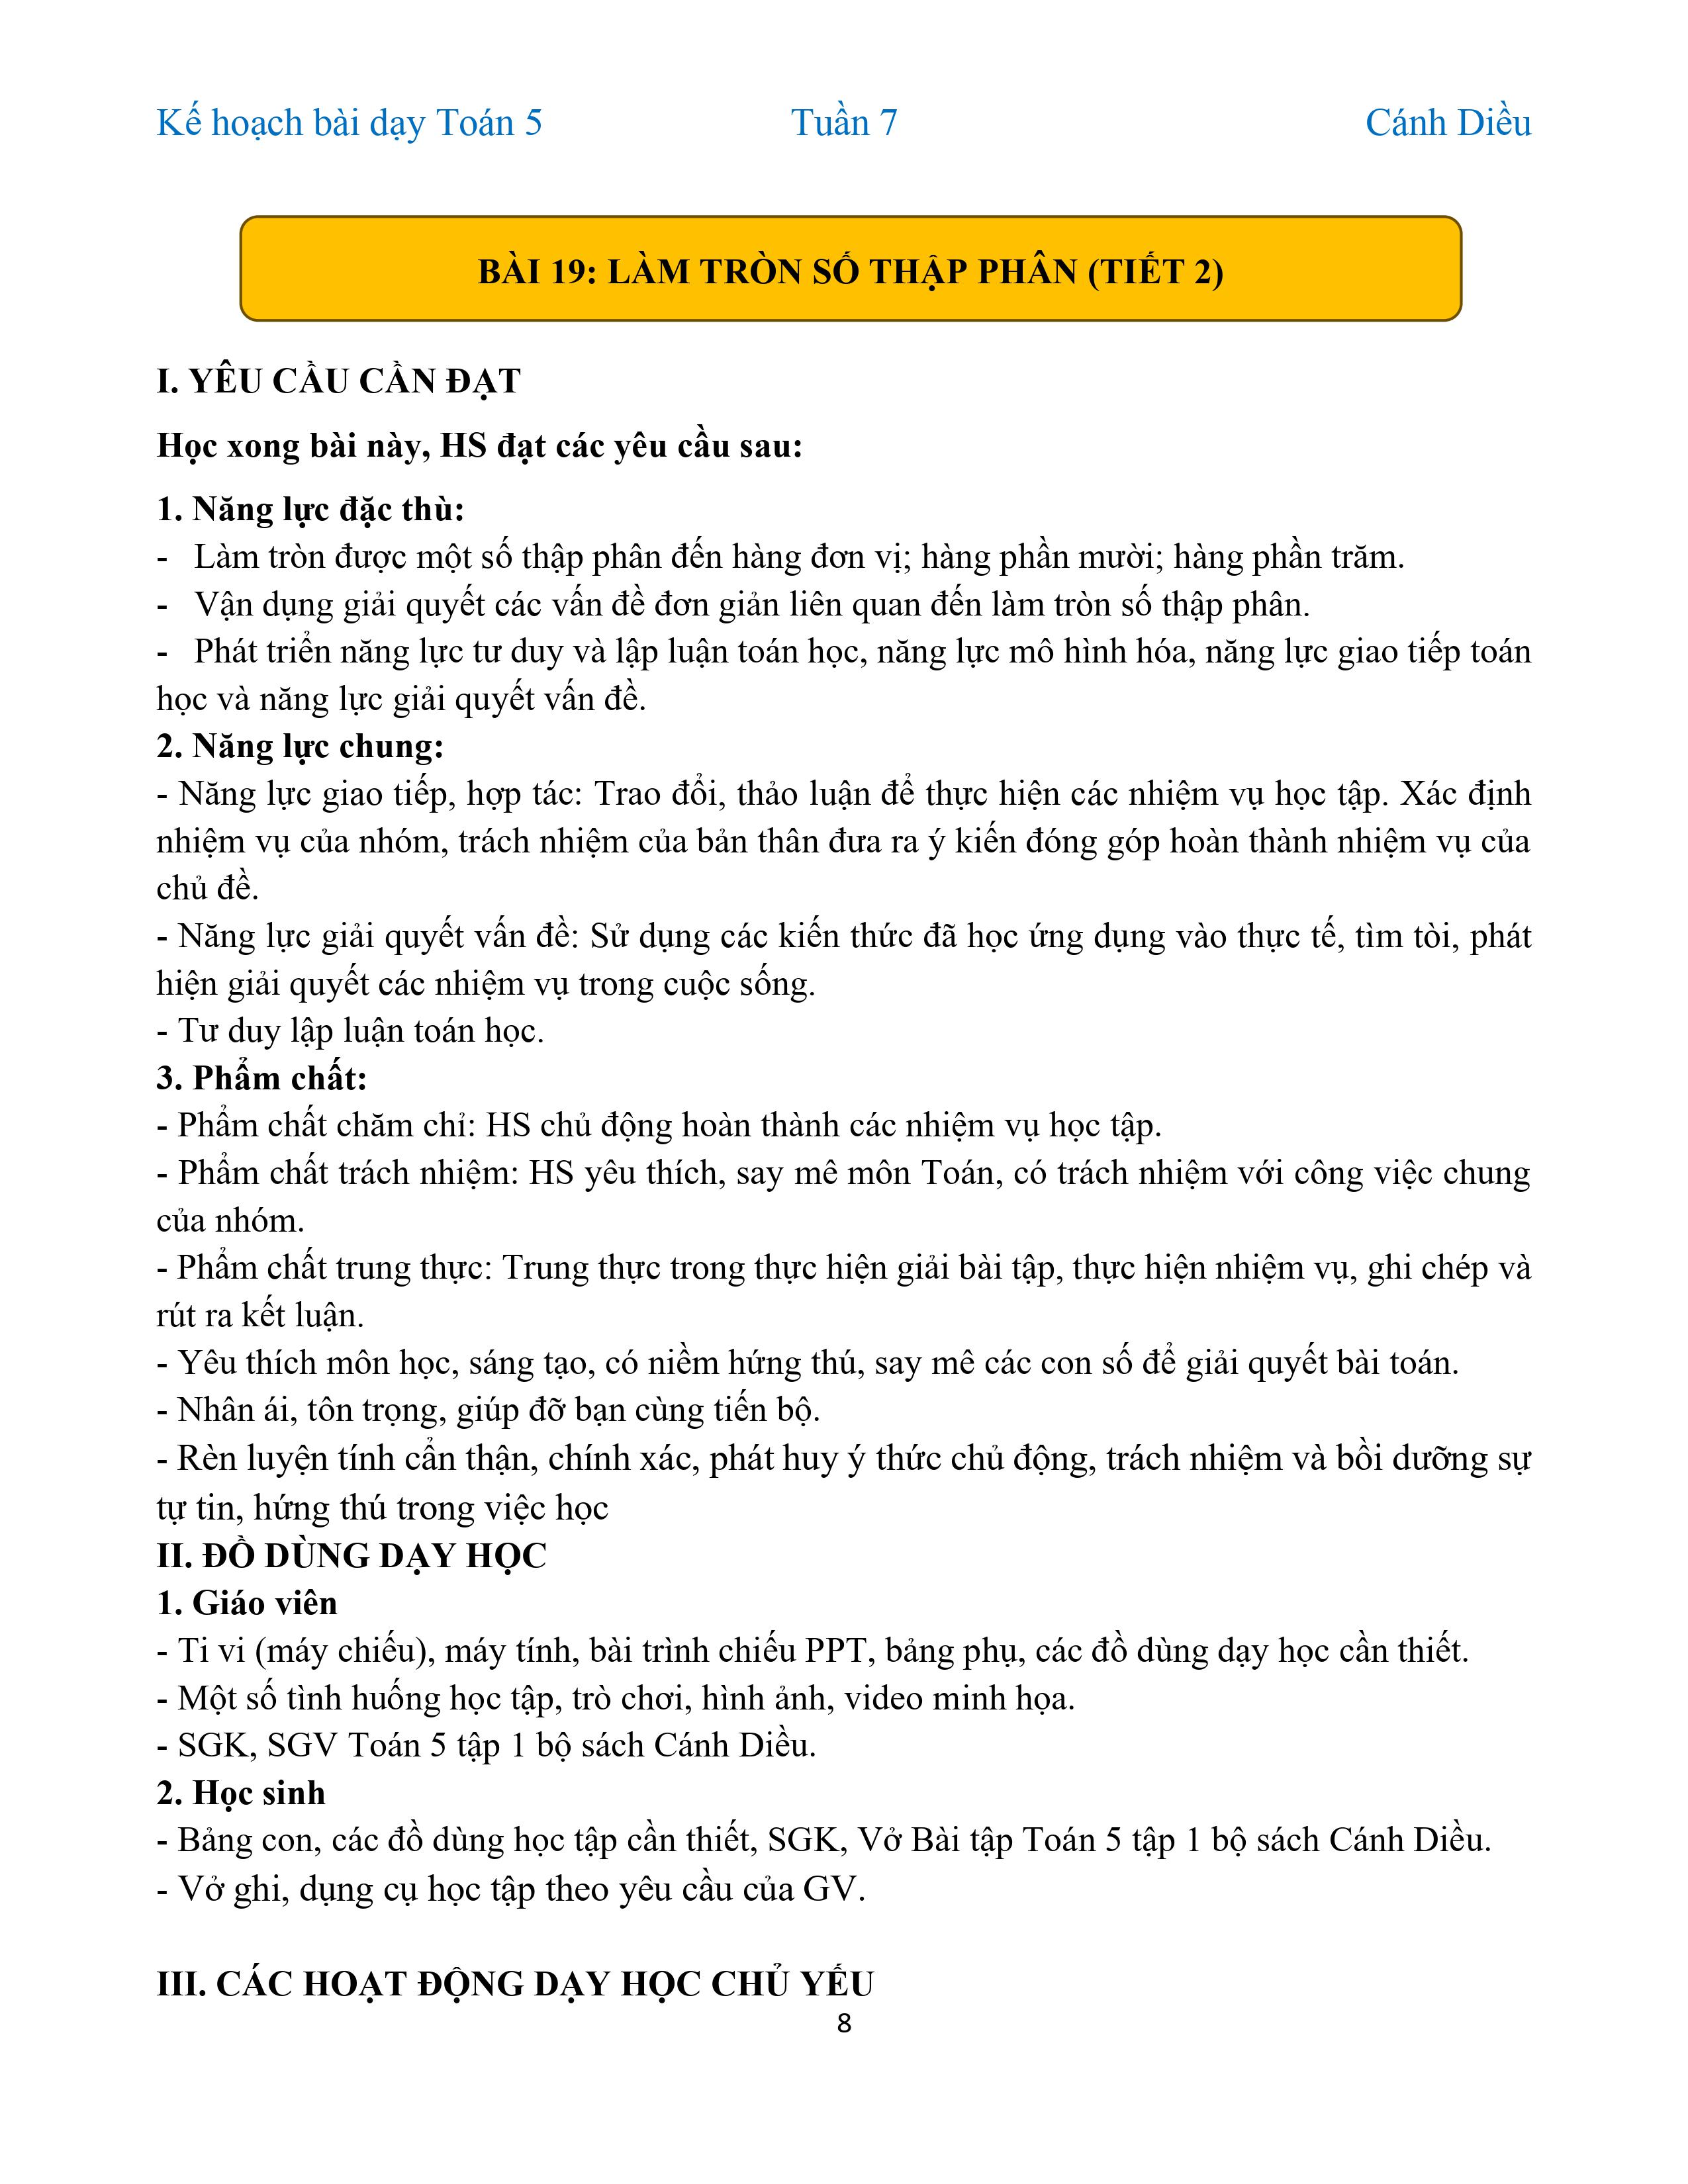 Kế hoạch bài dạy Toán 5 Tuần 7 Cánh Diều
BÀI 19: LÀM TRÒN SỐ THẬP PHÂN (TIẾT 2)
I. YÊU CẦU CẦN ĐẠT
Học xong bài này, HS đạt các yêu cầu sau:
1. Năng lực đặc thù:
- Làm tròn được một số thập phân đến hàng đơn vị; hàng phần mười; hàng phần trăm.
- Vận dụng giải quyết các vấn đề đơn giản liên quan đến làm tròn số thập phân.
- Phát triển năng lực tư duy và lập luận toán học, năng lực mô hình hóa, năng lực giao tiếp toán
học và năng lực giải quyết vấn đề.
2. Năng lực chung:
- Năng lực giao tiếp, hợp tác: Trao đổi, thảo luận để thực hiện các nhiệm vụ học tập. Xác định
nhiệm vụ của nhóm, trách nhiệm của bản thân đưa ra ý kiến đóng góp hoàn thành nhiệm vụ của
chủ đề.
- Năng lực giải quyết vấn đề: Sử dụng các kiến thức đã học ứng dụng vào thực tế, tìm tòi, phát
hiện giải quyết các nhiệm vụ trong cuộc sống.
- Tư duy lập luận toán học.
3. Phẩm chất:
- Phẩm chất chăm chỉ: HS chủ động hoàn thành các nhiệm vụ học tập.
- Phẩm chất trách nhiệm: HS yêu thích, say mê môn Toán, có trách nhiệm với công việc chung
của nhóm.
- Phẩm chất trung thực: Trung thực trong thực hiện giải bài tập, thực hiện nhiệm vụ, ghi chép và
rút ra kết luận.
- Yêu thích môn học, sáng tạo, có niềm hứng thú, say mê các con số để giải quyết bài toán.
- Nhân ái, tôn trọng, giúp đỡ bạn cùng tiến bộ.
- Rèn luyện tính cẩn thận, chính xác, phát huy ý thức chủ động, trách nhiệm và bồi dưỡng sự
tự tin, hứng thú trong việc học
II. ĐỒ DÙNG DẠY HỌC
1. Giáo viên
- Ti vi (máy chiếu), máy tính, bài trình chiếu PPT, bảng phụ, các đồ dùng dạy học cần thiết.
- Một số tình huống học tập, trò chơi, hình ảnh, video minh họa.
- SGK, SGV Toán 5 tập 1 bộ sách Cánh Diều.
2. Học sinh
- Bảng con, các đồ dùng học tập cần thiết, SGK, Vở Bài tập Toán 5 tập 1 bộ sách Cánh Diều.
- Vở ghi, dụng cụ học tập theo yêu cầu của GV.
III. CÁC HOẠT ĐỘNG DẠY HỌC CHỦ YẾU
8